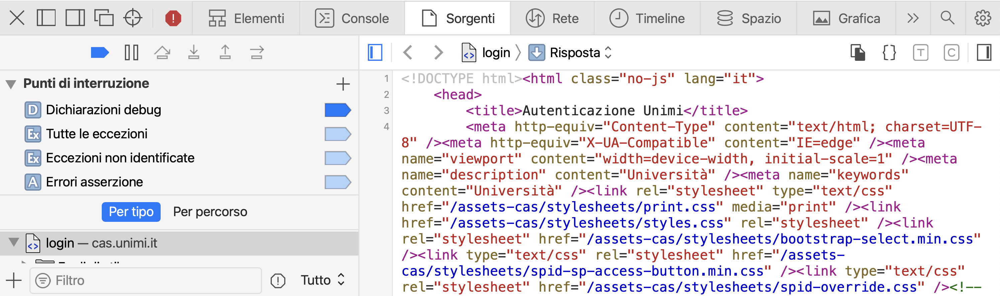 Elementi
Console
Sorgenti
Rete
Timeline
Spazio
Grafica
login
Risposta
T
C
Punti di interruzione
D Dichiarazioni debug
Ex Tutte le eccezioni
Ex Eccezioni non identificate
A Errori asserzione
Per tipo Per percorso
login — cas.unimi.it
Filtro
Tutto
1 <!DOCTYPE html><html class="no-js" lang="it">
2 <head>
3 <title>Autenticazione Unimi</title>
4 <meta http-equiv="Content-Type" content="text/html; charset=UTF-
8" /><meta http-equiv="X-UA-Compatible" content="IE=edge" /><meta
name="viewport" content="width=device-width, initial-scale=1" /><meta
name="description" content="Università" /><meta name="keywords"
content="Università" /><link rel="stylesheet" type="text/css"
href="/assets-cas/stylesheets/print.css" media="print" /><link
href="/assets-cas/stylesheets/styles.css" rel="stylesheet" /><link
rel="stylesheet" href="/assets-cas/stylesheets/bootstrap-select.min.css"
/><link type="text/css" rel="stylesheet" href="/assets-
cas/stylesheets/spid-sp-access-button.min.css" /><link type="text/css"
rel="stylesheet" href="/assets-cas/stylesheets/spid-override.css" /><!--